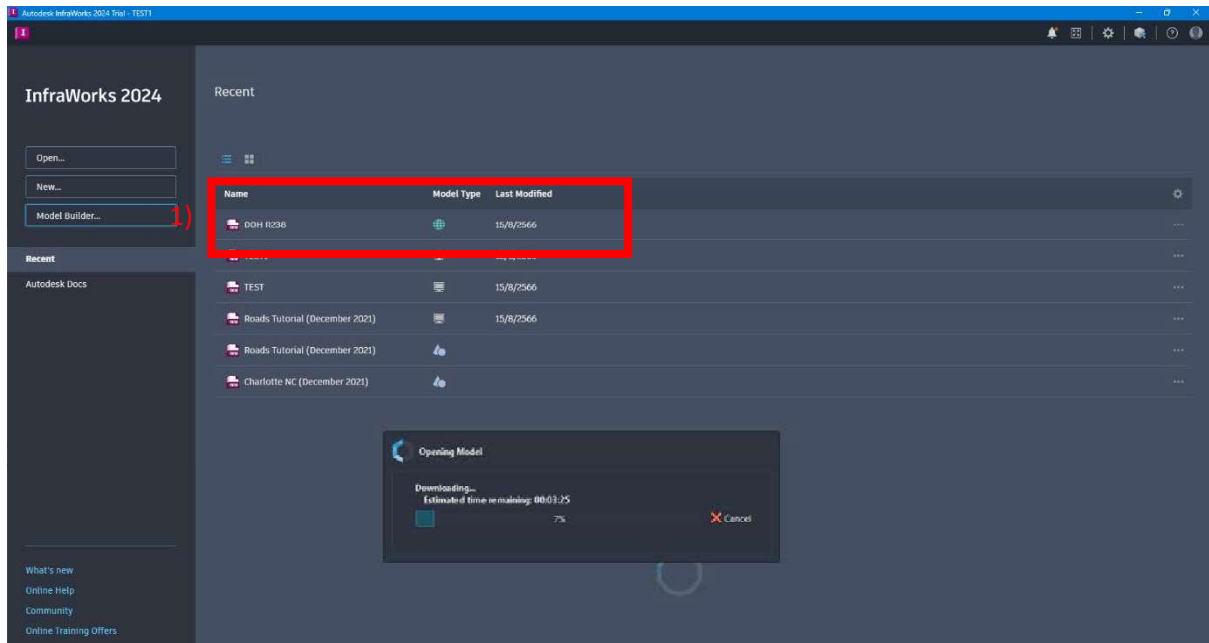 Autodesk InfraWorks 2024 Trial - TEST1
InfraWorks 2024
Recent
Open...
New...
Model Builder...
1)
Name Model Type Last Modified
DOH R238 15/8/2566
Recent
Autodesk Docs
TEST 15/8/2566
Roads Tutorial (December 2021) 15/8/2566
Roads Tutorial (December 2021)
Charlotte NC (December 2021)
Opening Model
Downloading...
Estimated time remaining: 00:03:25
7% Cancel
What's new
Online Help
Community
Online Training Offers